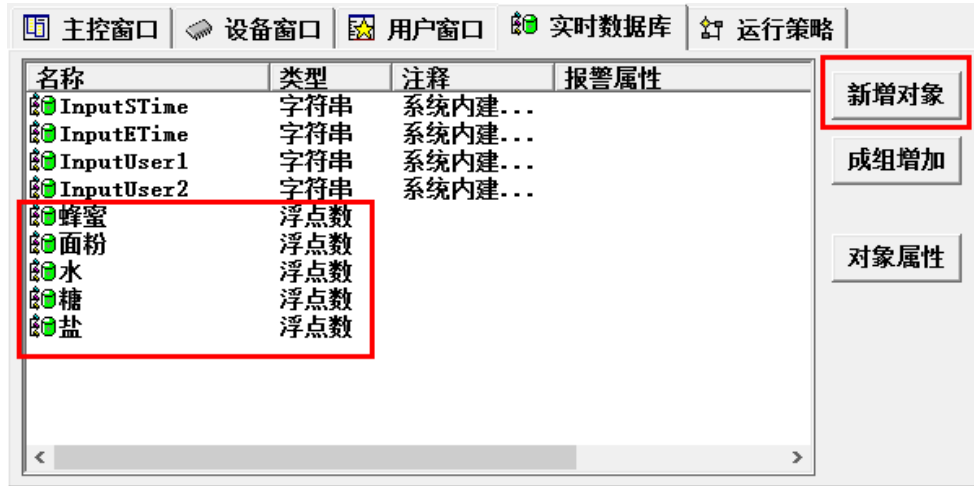 主控窗口 设备窗口 用户窗口 实时数据库 运行策略
名称 类型 注释 报警属性
InputSTime 字符串 系统内建...
InputETime 字符串 系统内建...
InputUser1 字符串 系统内建...
InputUser2 字符串 系统内建...
蜂蜜 浮点数
面粉 浮点数
水 浮点数
糖 浮点数
盐 浮点数
新增对象
成组增加
对象属性